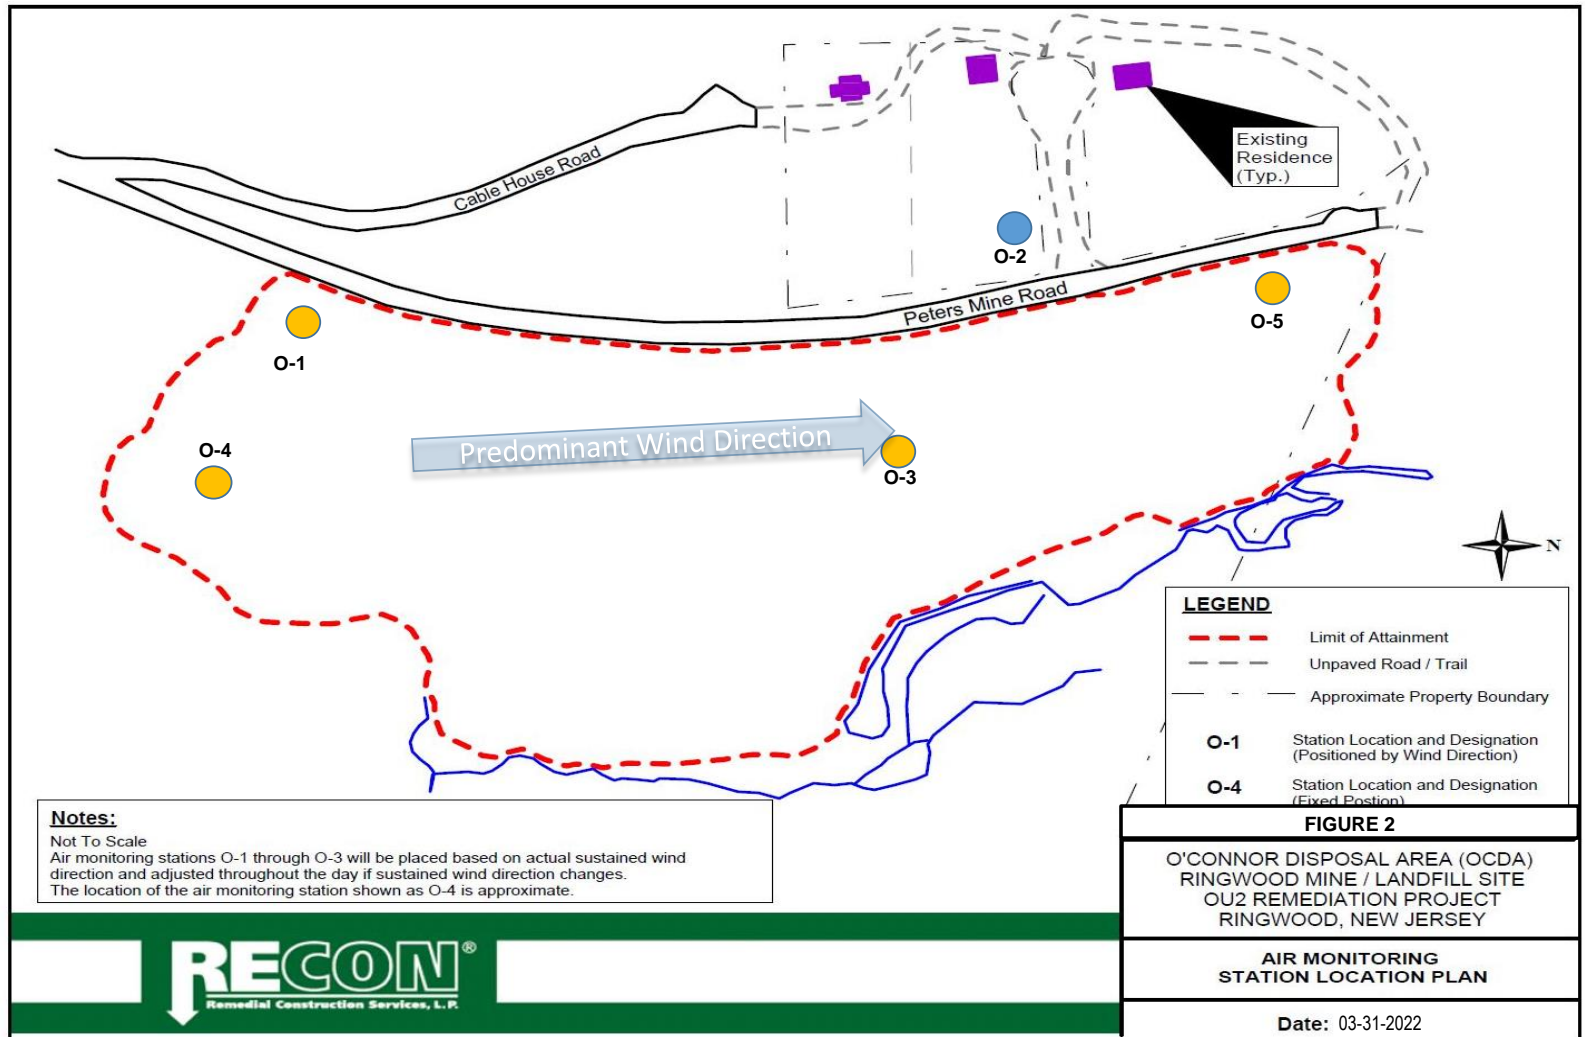 Existing
Residence
(Typ.)
Cable House Road
O-2
Peters Mine Road
O-5
O-1
Predominant Wind Direction
O-4
O-3
N
LEGEND
Limit of Attainment
Unpaved Road / Trail
Approximate Property Boundary
O-1 Station Location and Designation
(Positioned by Wind Direction)
O-4 Station Location and Designation
(Fixed Postion)
Notes:
Not To Scale
Air monitoring stations O-1 through O-3 will be placed based on actual sustained wind
direction and adjusted throughout the day if sustained wind direction changes.
The location of the air monitoring station shown as O-4 is approximate.
FIGURE 2
O'CONNOR DISPOSAL AREA (OCDA)
RINGWOOD MINE / LANDFILL SITE
OU2 REMEDIATION PROJECT
RINGWOOD, NEW JERSEY
AIR MONITORING
STATION LOCATION PLAN
Date: 03-31-2022
RECON®
Remedial Construction Services, L.P.